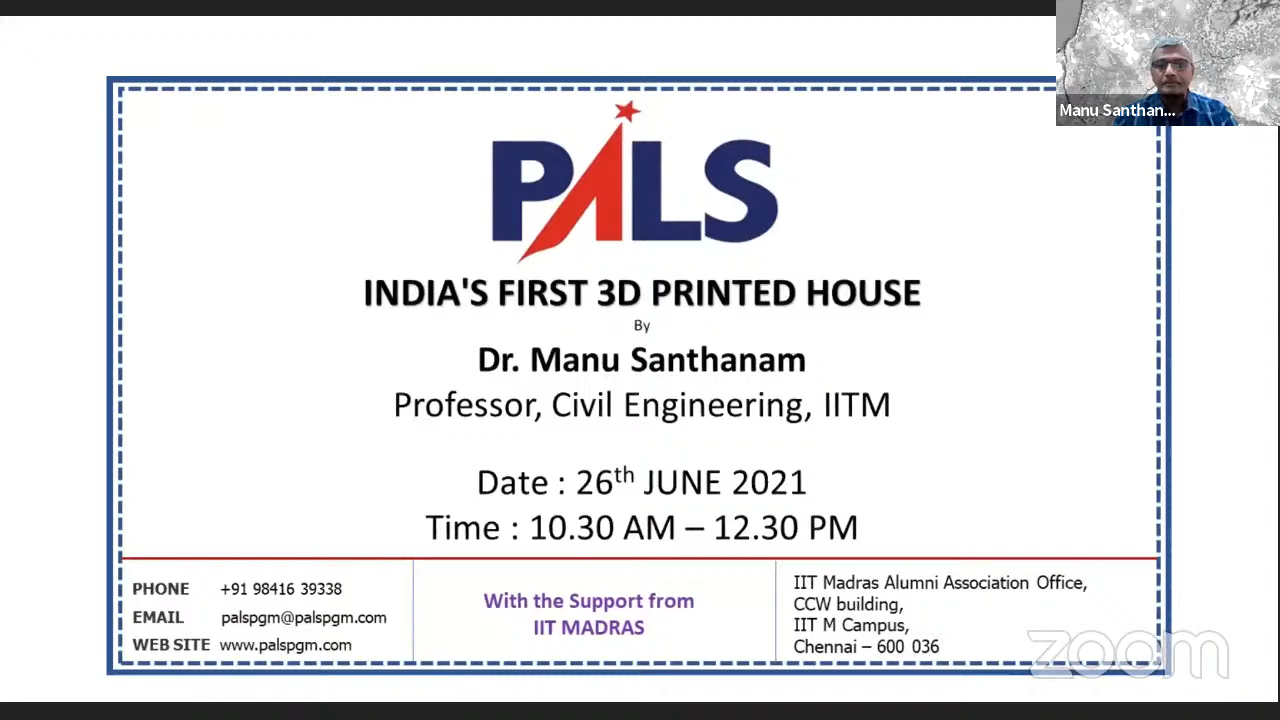 Manu Santhan...
PALS
INDIA'S FIRST 3D PRINTED HOUSE
By
Dr. Manu Santhanam
Professor, Civil Engineering, IITM
Date : 26th JUNE 2021
Time : 10.30 AM – 12.30 PM
PHONE +91 98416 39338
EMAIL palspgm@palspgm.com
WEB SITE www.palspgm.com
With the Support from
IIT MADRAS
IIT Madras Alumni Association Office,
CCW building,
IIT M Campus,
Chennai – 600 036
zoom